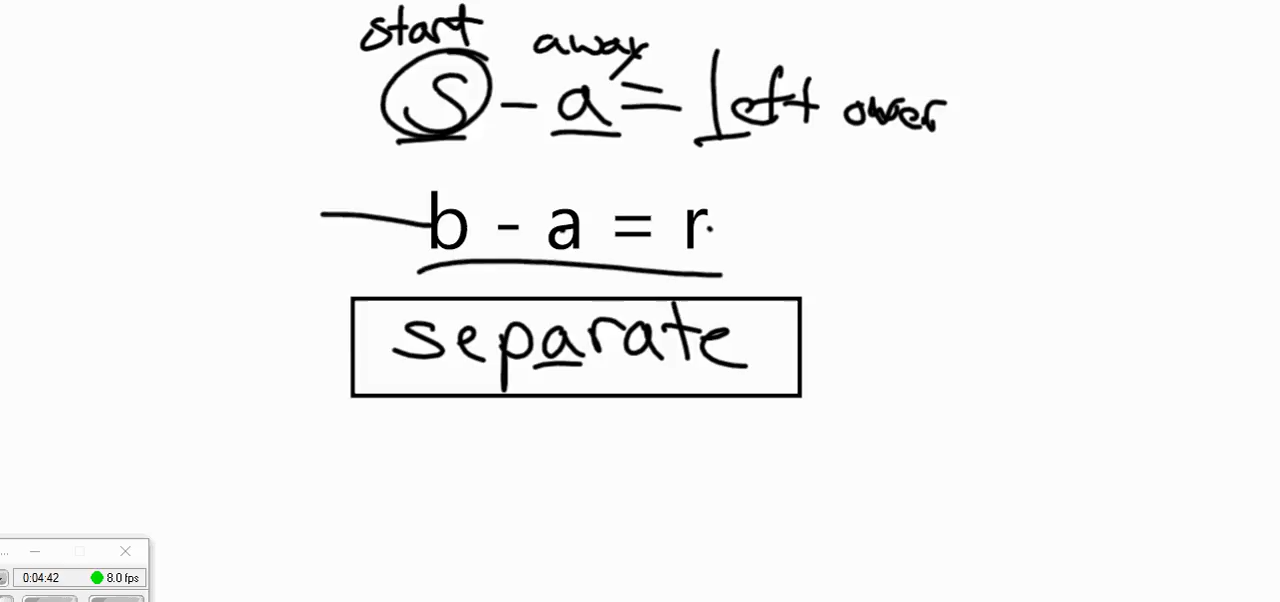 start away
S - a = left over
b - a = r
separate
... 
0:04:42 8.0 fps